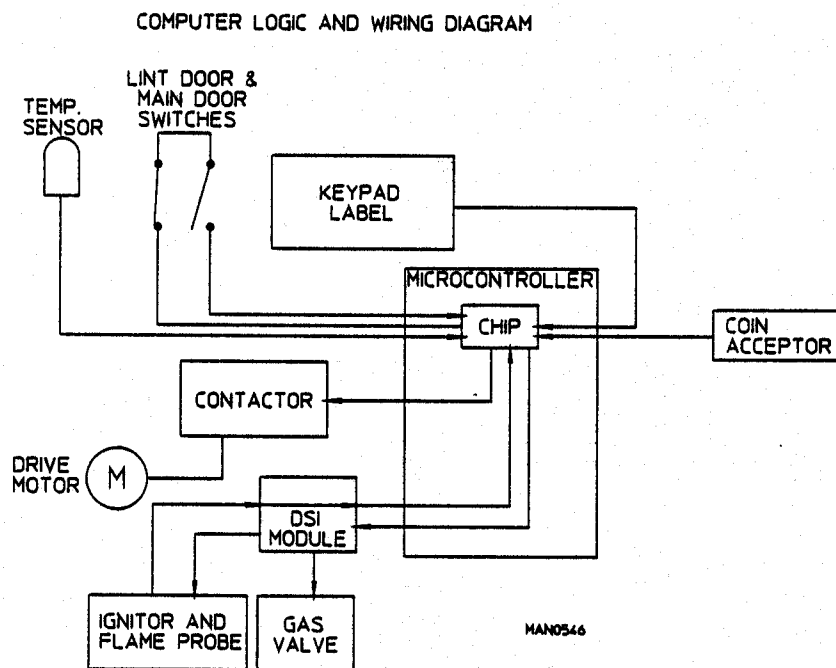 COMPUTER LOGIC AND WIRING DIAGRAM
LINT DOOR &
MAIN DOOR
SWITCHES
TEMP.
SENSOR
KEYPAD
LABEL
MICROCONTROLLER
CHIP
COIN
ACCEPTOR
CONTACTOR
DRIVE
MOTOR
M
DSI
MODULE
IGNITOR AND
FLAME PROBE
GAS
VALVE
MAN0546